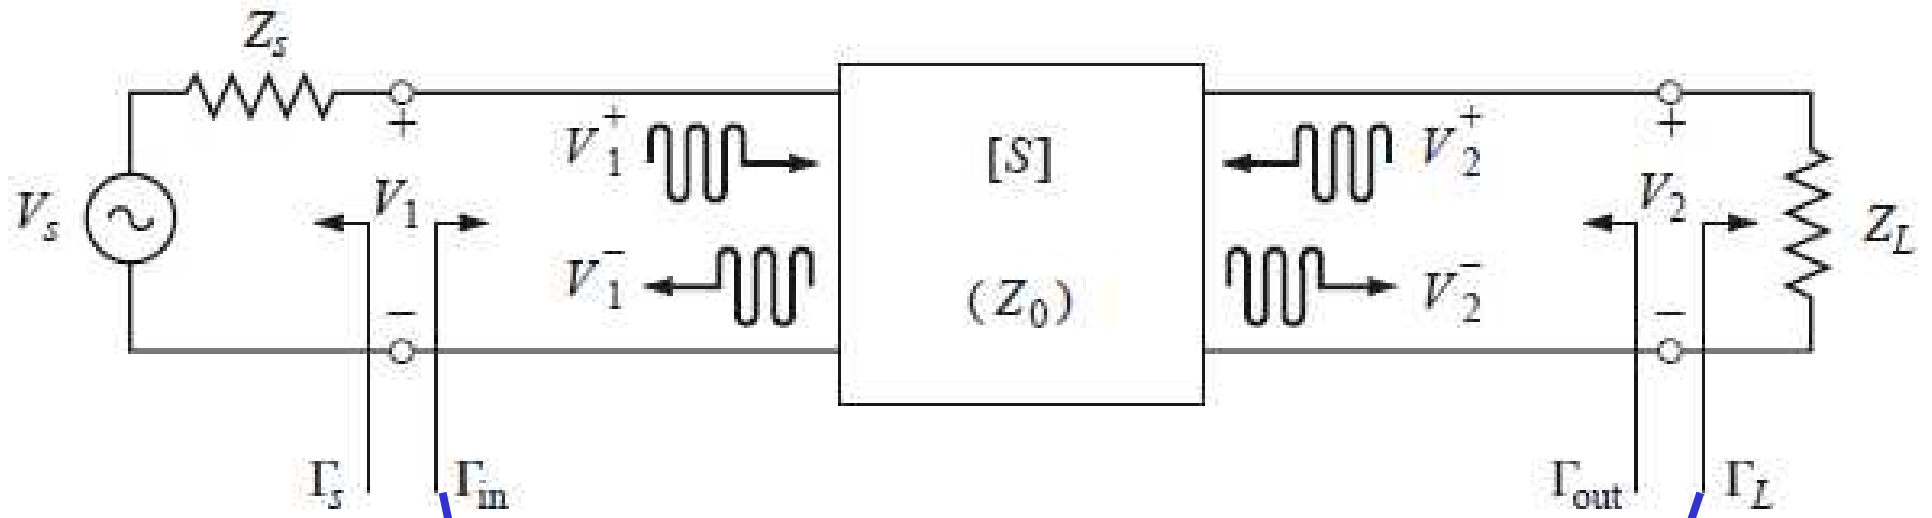 Z_s
+
V_1^+
[S]
V_2^+
+
V_s
V_1
V_2
Z_L
V_1^-
(Z_0)
V_2^-
−
−
Γ_s
Γ_in
Γ_out
Γ_L